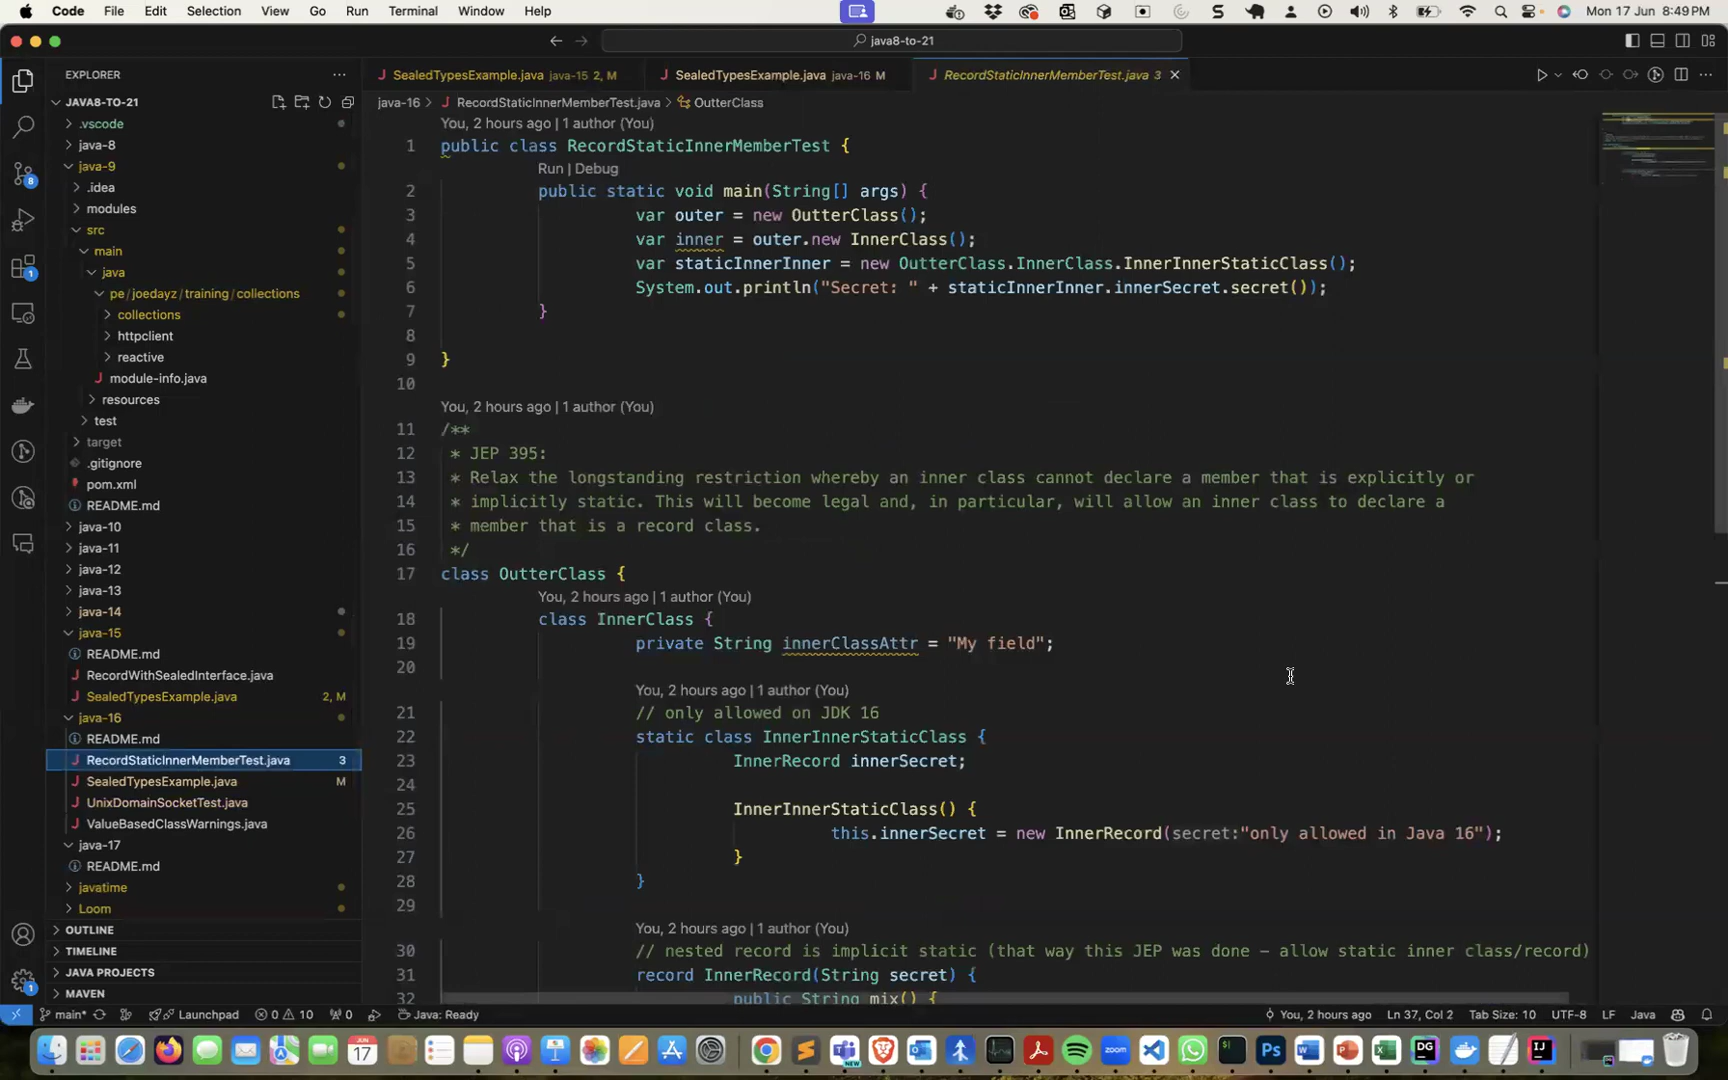 Code File Edit Selection View Go Run Terminal Window Help Mon 17 Jun 8:49 PM
java8-to-21
EXPLORER
SealedTypesExample.java java-15 2, M
SealedTypesExample.java java-16 M
RecordStaticInnerMemberTest.java 3
JAVA8-TO-21
java-16 > RecordStaticInnerMemberTest.java > OutterClass
.vscode
java-8
java-9
.idea
modules
src
main
java
pe/joedayz/training/collections
collections
httpclient
reactive
module-info.java
resources
test
target
.gitignore
pom.xml
README.md
java-10
java-11
java-12
java-13
java-14
java-15
README.md
RecordWithSealedInterface.java
SealedTypesExample.java 2, M
java-16
README.md
RecordStaticInnerMemberTest.java 3
SealedTypesExample.java M
UnixDomainSocketTest.java
ValueBasedClassWarnings.java
java-17
README.md
javatime
Loom
OUTLINE
TIMELINE
JAVA PROJECTS
MAVEN
You, 2 hours ago | 1 author (You)
1 public class RecordStaticInnerMemberTest {
Run | Debug
2 public static void main(String[] args) {
3 var outer = new OutterClass();
4 var inner = outer.new InnerClass();
5 var staticInnerInner = new OutterClass.InnerClass.InnerInnerStaticClass();
6 System.out.println("Secret: " + staticInnerInner.innerSecret.secret());
7 }
8
9 }
10
You, 2 hours ago | 1 author (You)
11 /**
12 * JEP 395:
13 * Relax the longstanding restriction whereby an inner class cannot declare a member that is explicitly or
14 * implicitly static. This will become legal and, in particular, will allow an inner class to declare a
15 * member that is a record class.
16 */
17 class OutterClass {
You, 2 hours ago | 1 author (You)
18 class InnerClass {
19 private String innerClassAttr = "My field";
20
You, 2 hours ago | 1 author (You)
21 // only allowed on JDK 16
22 static class InnerInnerStaticClass {
23 InnerRecord innerSecret;
24
25 InnerInnerStaticClass() {
26 this.innerSecret = new InnerRecord(secret:"only allowed in Java 16");
27 }
28 }
29
You, 2 hours ago | 1 author (You)
30 // nested record is implicit static (that way this JEP was done – allow static inner class/record)
31 record InnerRecord(String secret) {
32 public String mix() {
main* Launchpad 0 10 0 Java: Ready You, 2 hours ago Ln 37, Col 2 Tab Size: 10 UTF-8 LF Java